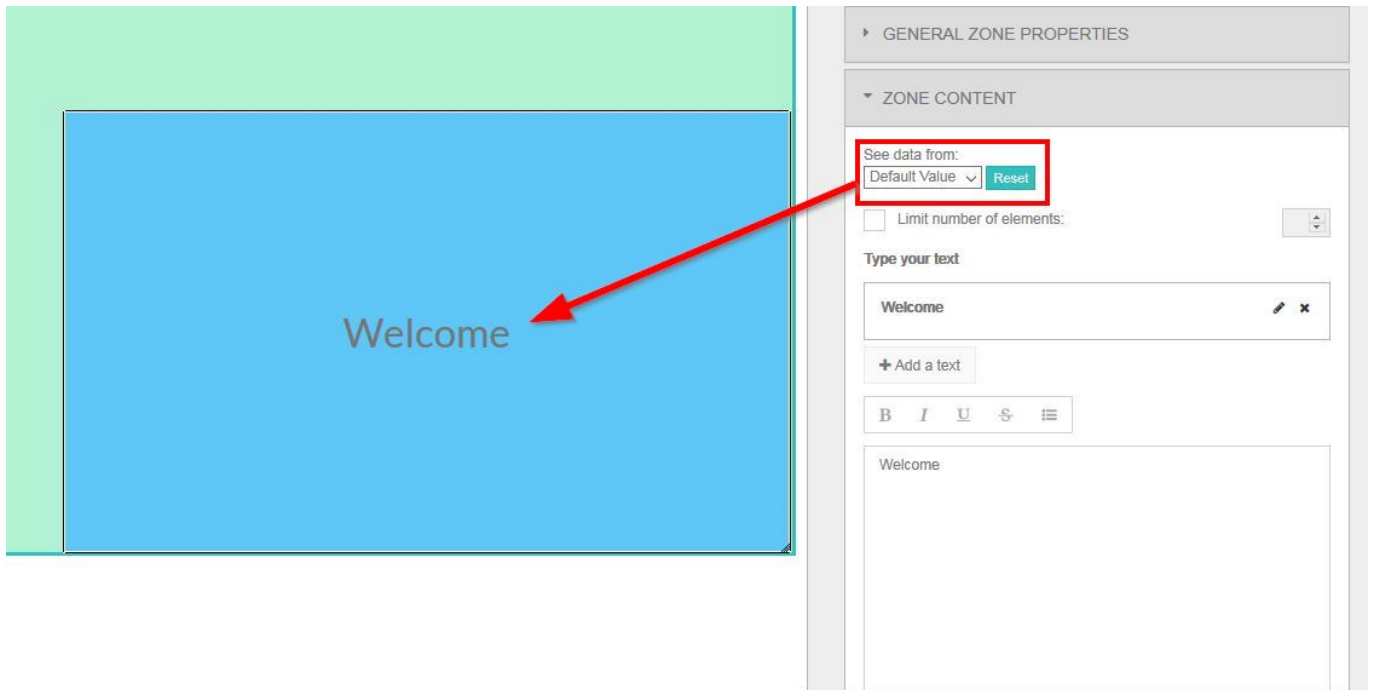 Welcome
GENERAL ZONE PROPERTIES
ZONE CONTENT
See data from:
Default Value Reset
Limit number of elements:
Type your text
Welcome
Add a text
B I U S
Welcome